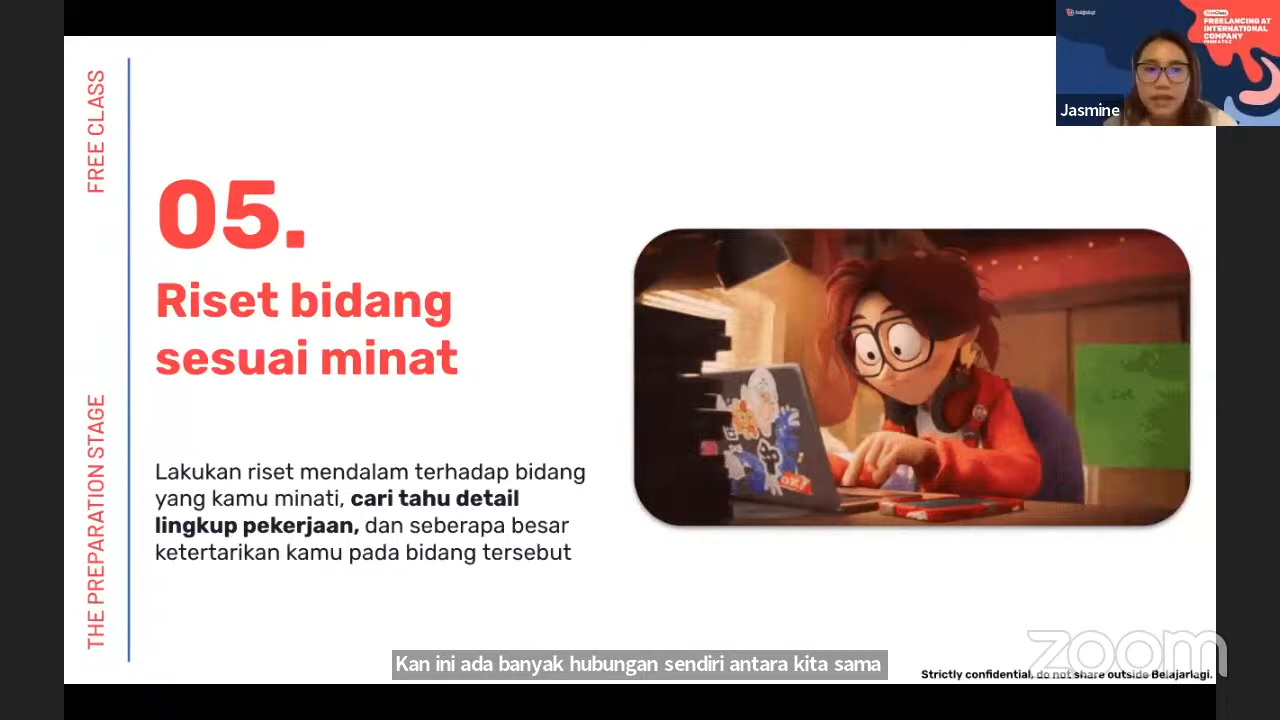 FREE CLASS
THE PREPARATION STAGE
05.
Riset bidang
sesuai minat
Lakukan riset mendalam terhadap bidang
yang kamu minati, cari tahu detail
lingkup pekerjaan, dan seberapa besar
ketertarikan kamu pada bidang tersebut
FREELANCING AT
INTERNATIONAL
COMPANY
Jasmine
Kan ini ada banyak hubungan sendiri antara kita sama
zoom
Strictly confidential, do not share outside Belajarlagi.